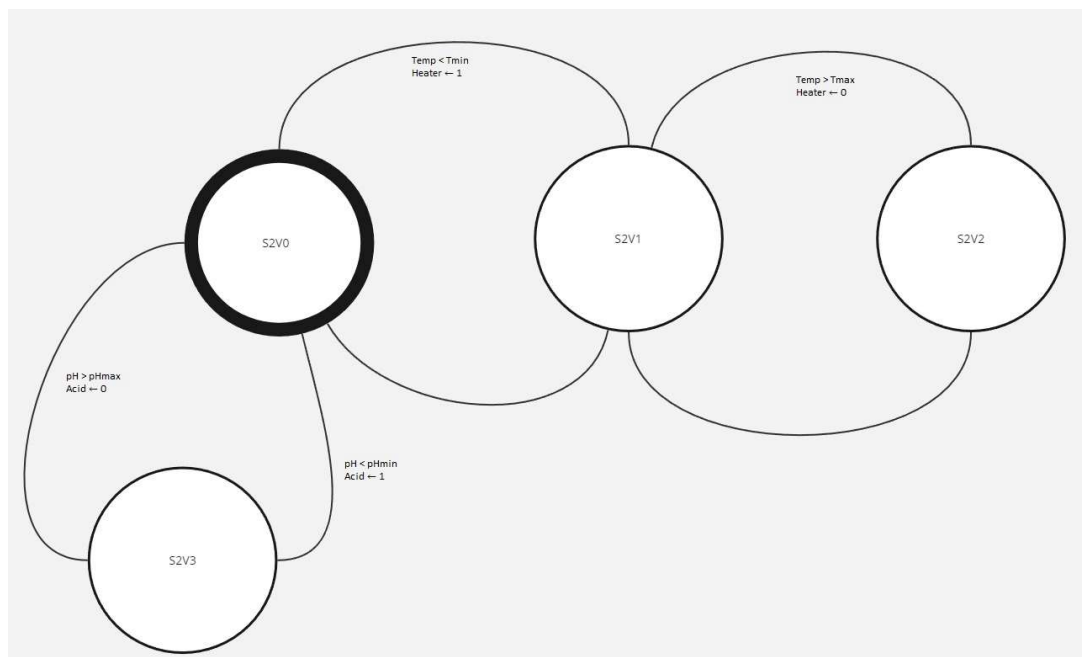 Temp < Tmin
Heater ← 1
Temp > Tmax
Heater ← 0
S2V0
S2V1
S2V2
pH > pHmax
Acid ← 0
pH < pHmin
Acid ← 1
S2V3